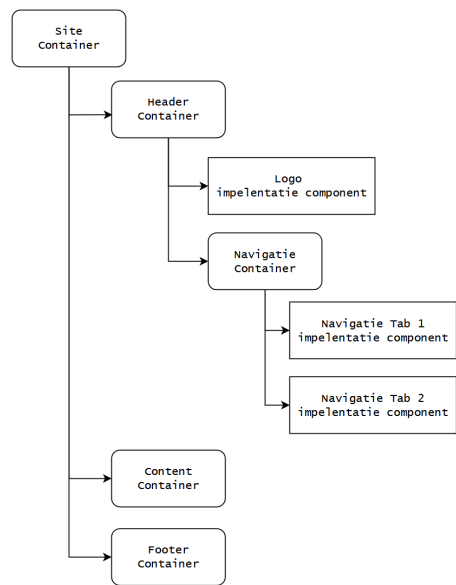 Site
Container
Header
Container
Logo
impelentatie component
Navigatie
Container
Navigatie Tab 1
impelentatie component
Navigatie Tab 2
impelentatie component
Content
Container
Footer
Container